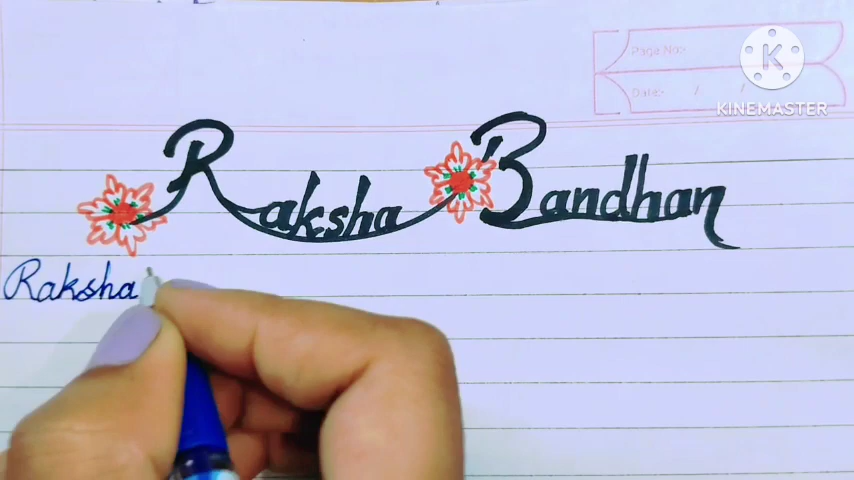 Page No:-
Date:- / /
K
KINEMASTER
Raksha Bandhan
Raksha